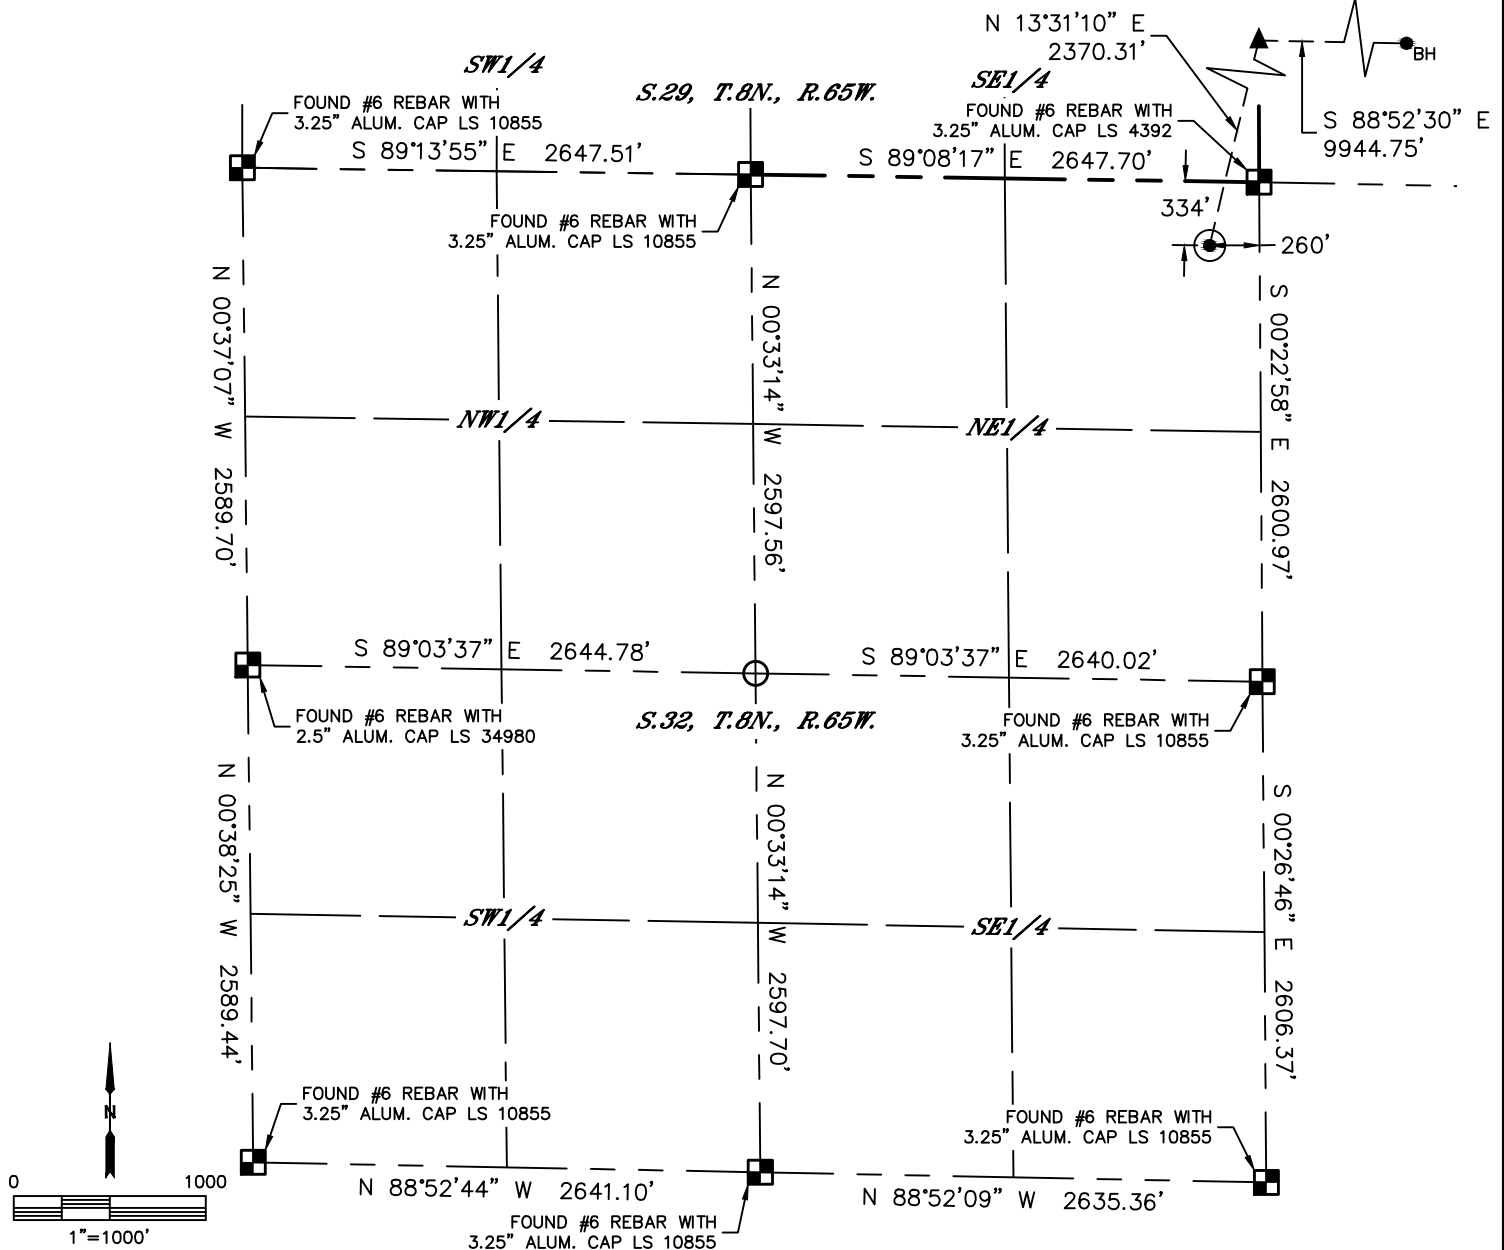 N 13°31'10" E
2370.31'
BH
SW1/4
S.29, T.8N., R.65W.
SE1/4
S 88°52'30" E
9944.75'
FOUND #6 REBAR WITH
3.25" ALUM. CAP LS 10855
FOUND #6 REBAR WITH
3.25" ALUM. CAP LS 4392
S 89°13'55" E 2647.51'
S 89°08'17" E 2647.70'
334'
260'
FOUND #6 REBAR WITH
3.25" ALUM. CAP LS 10855
N 00°37'07" W 2589.70'
N 00°33'14" W 2597.56'
S 00°22'58" E 2600.97'
NW1/4
NE1/4
S 89°03'37" E 2644.78'
S 89°03'37" E 2640.02'
FOUND #6 REBAR WITH
2.5" ALUM. CAP LS 34980
S.32, T.8N., R.65W.
FOUND #6 REBAR WITH
3.25" ALUM. CAP LS 10855
N 00°38'25" W 2589.44'
N 00°33'14" W 2597.70'
S 00°26'46" E 2606.37'
SW1/4
SE1/4
FOUND #6 REBAR WITH
3.25" ALUM. CAP LS 10855
FOUND #6 REBAR WITH
3.25" ALUM. CAP LS 10855
N 88°52'44" W 2641.10'
N 88°52'09" W 2635.36'
FOUND #6 REBAR WITH
3.25" ALUM. CAP LS 10855
N
0 1000
1"=1000'